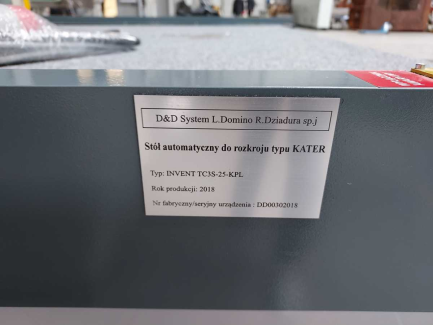 D&D System L.Domino R.Dziadura sp.j
Stół automatyczny do rozkroju typu KATER
Typ: INVENT TC3S-25-KPL
Rok produkcji: 2018
Nr fabryczny/seryjny urządzenia : DD00302018